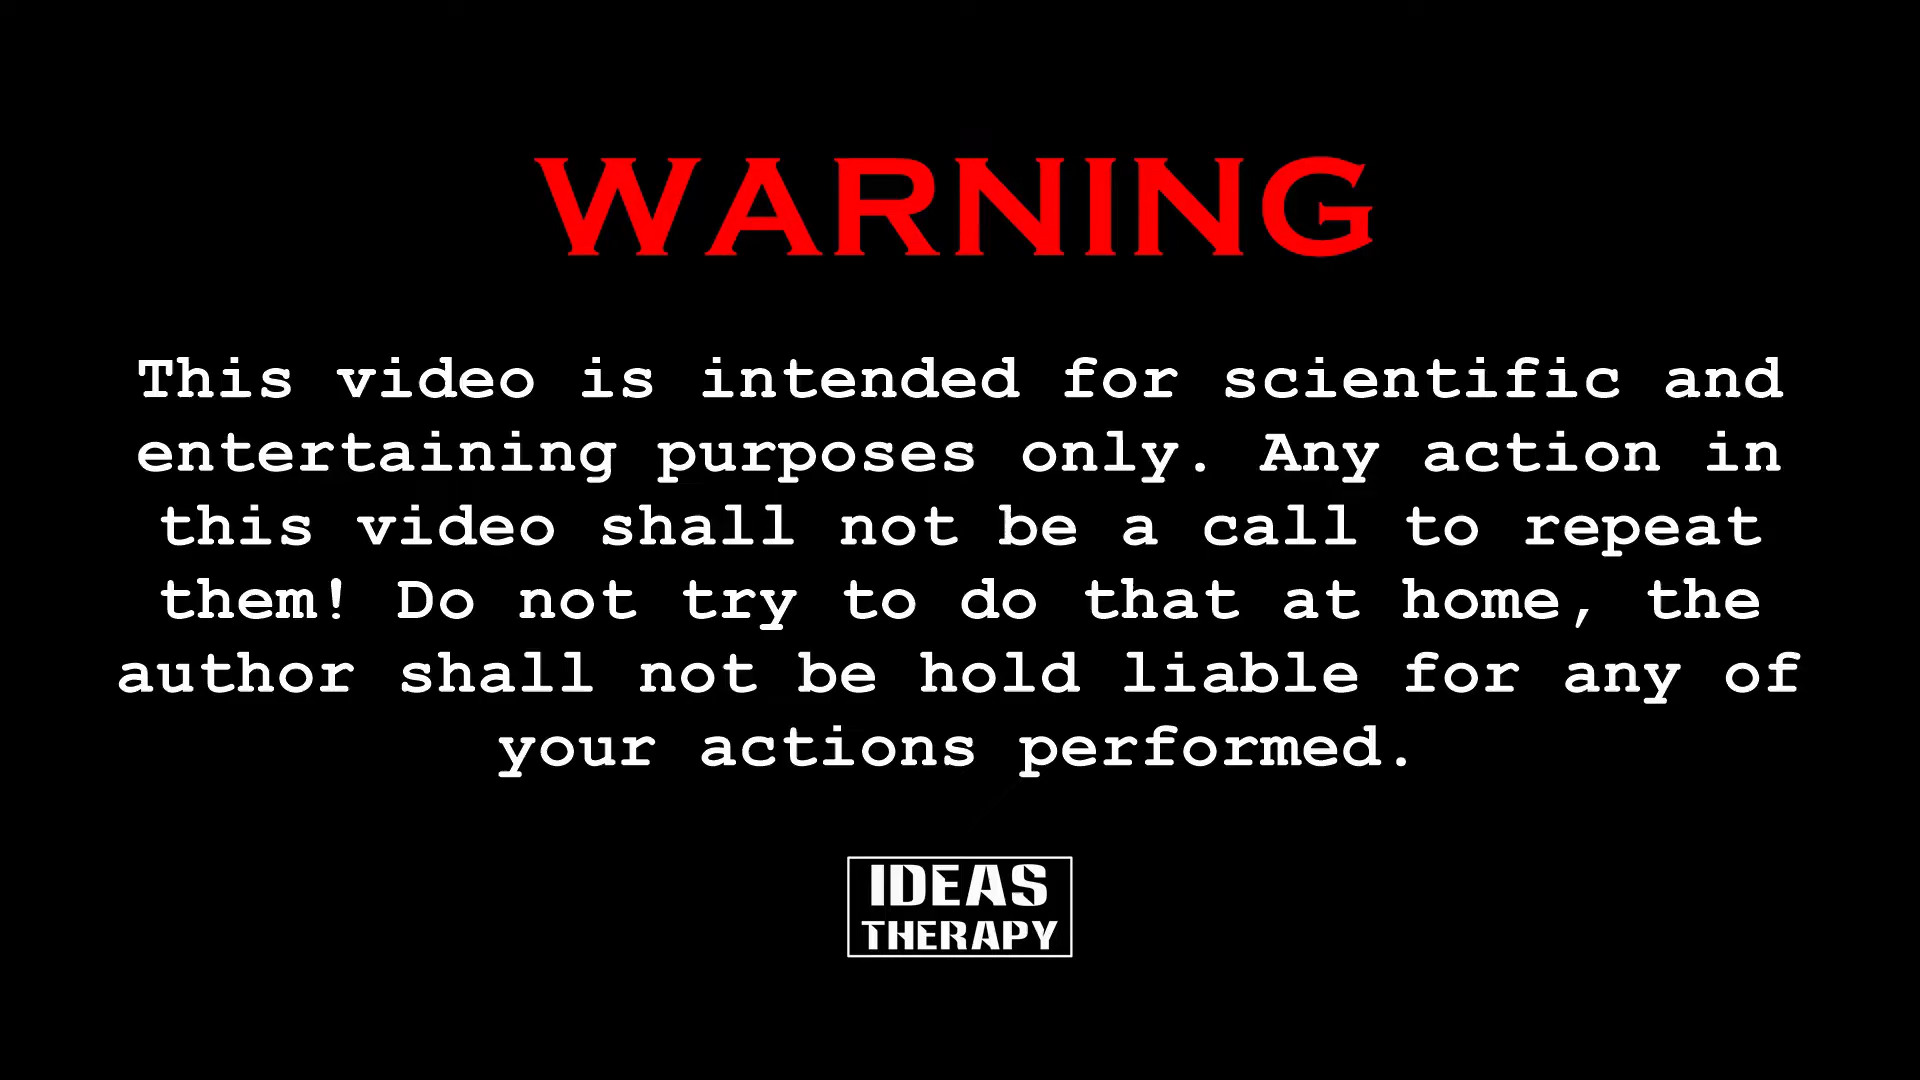 WARNING
This video is intended for scientific and
entertaining purposes only. Any action in
this video shall not be a call to repeat
them! Do not try to do that at home, the
author shall not be hold liable for any of
your actions performed.
IDEAS
THERAPY